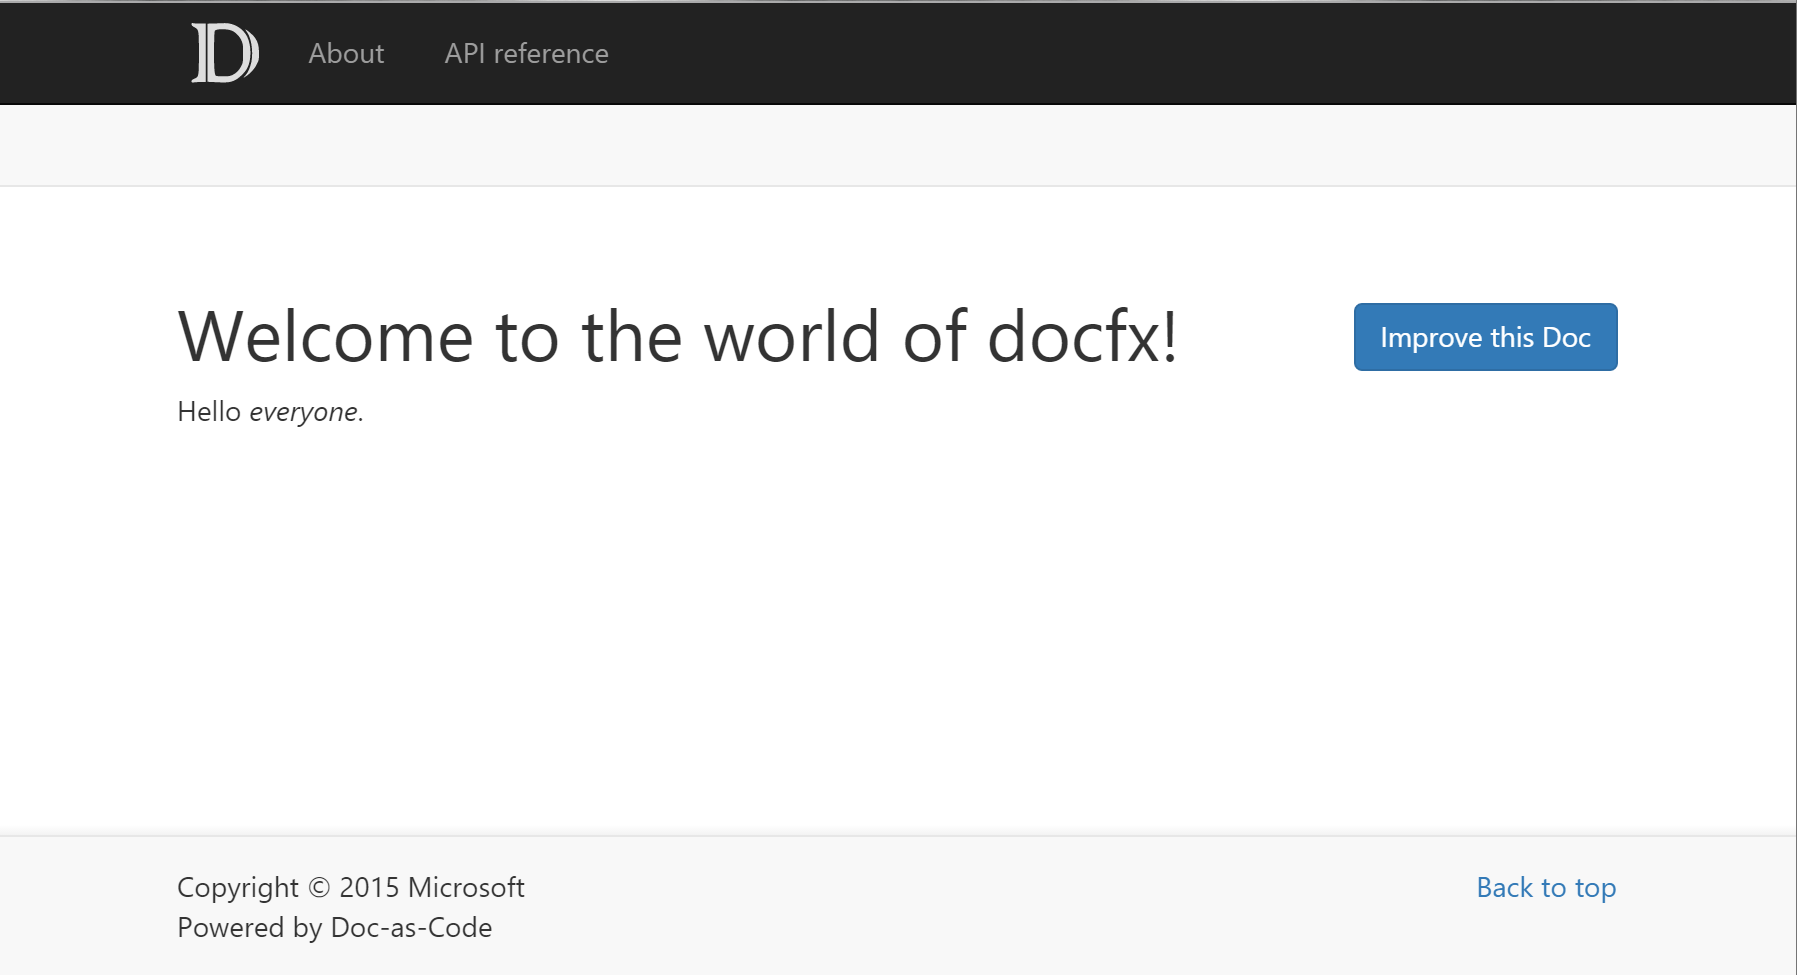 About API reference
Welcome to the world of docfx!
Improve this Doc
Hello everyone.
Copyright © 2015 Microsoft
Back to top
Powered by Doc-as-Code